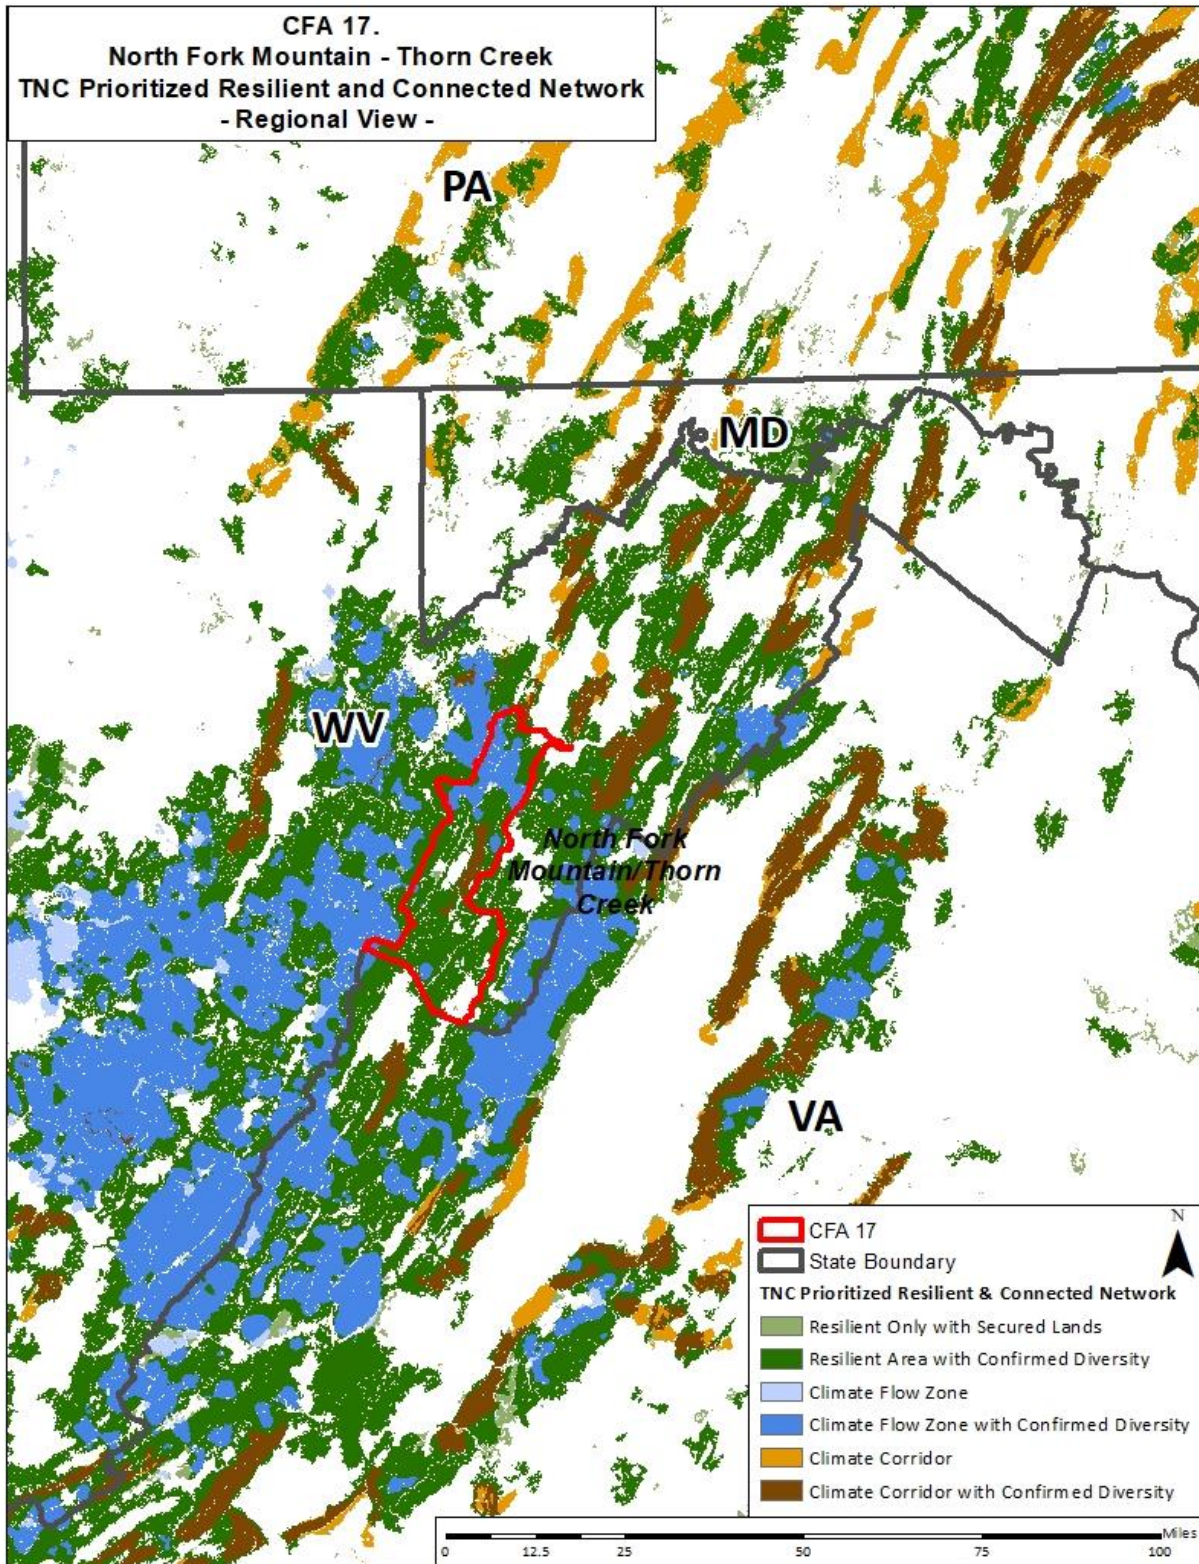 CFA 17.
North Fork Mountain - Thorn Creek
TNC Prioritized Resilient and Connected Network
- Regional View -
PA
MD
WV
North Fork
Mountain/Thorn
Creek
VA
N
CFA 17
State Boundary
TNC Prioritized Resilient & Connected Network
Resilient Only with Secured Lands
Resilient Area with Confirmed Diversity
Climate Flow Zone
Climate Flow Zone with Confirmed Diversity
Climate Corridor
Climate Corridor with Confirmed Diversity
Miles
0 12.5 25 50 75 100